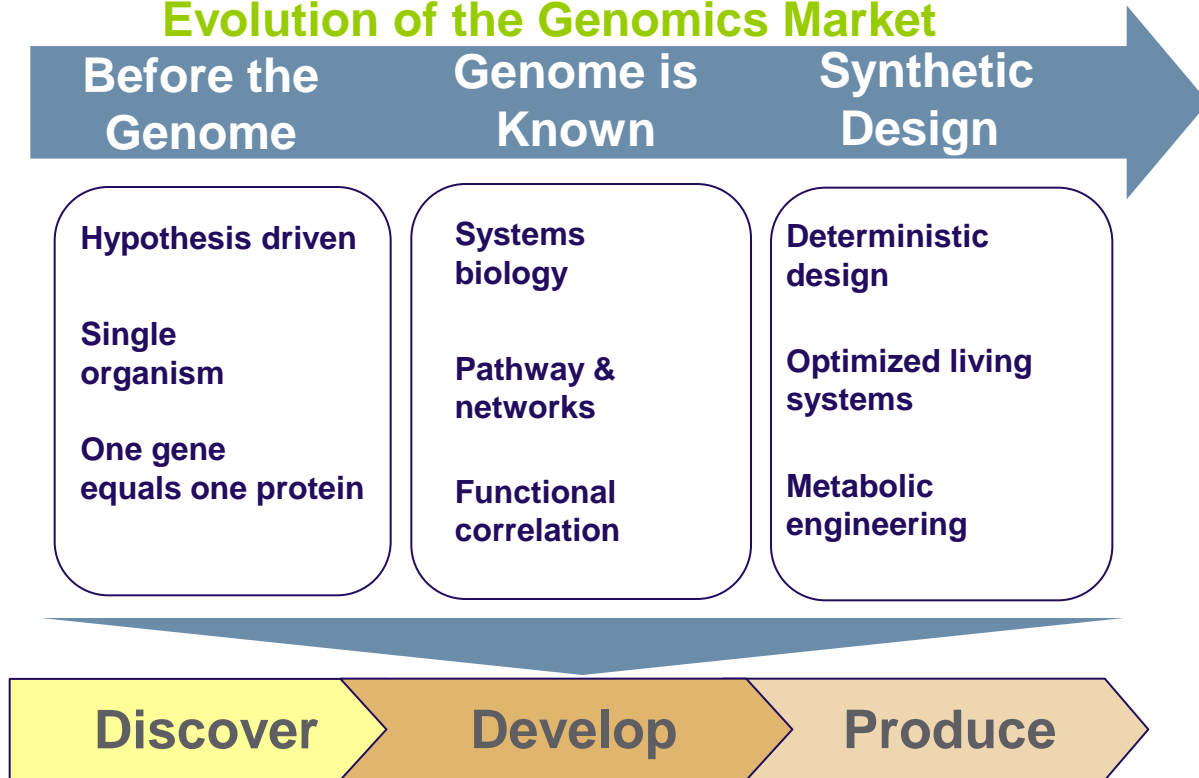 Evolution of the Genomics Market
Before the
Genome
Genome is
Known
Synthetic
Design
Hypothesis driven
Single
organism
One gene
equals one protein
Systems
biology
Pathway &
networks
Functional
correlation
Deterministic
design
Optimized living
systems
Metabolic
engineering
Discover
Develop
Produce